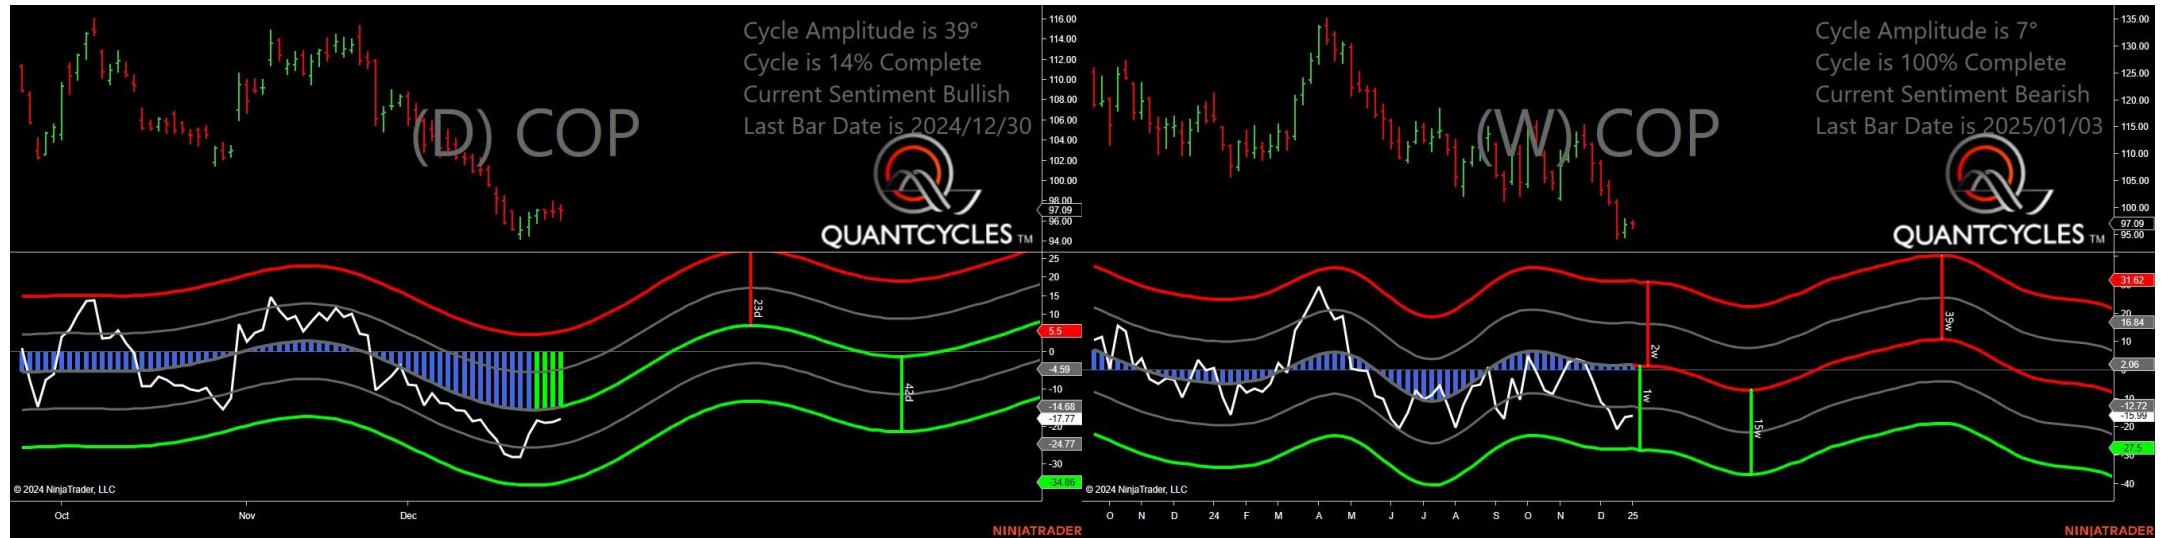 Cycle Amplitude is 39°
Cycle is 14% Complete
Current Sentiment Bullish
Last Bar Date is 2024/12/30
(D) COP
QUANTCYCLES TM
116.00
114.00
112.00
110.00
108.00
106.00
104.00
102.00
100.00
98.00
97.09
96.00
94.00
25
20
15
10
5.5
0
-4.59
-10
-14.68
-17.77
-20
-24.77
-30
-34.86
23d
42d
© 2024 NinjaTrader, LLC
Oct
Nov
Dec
NINJATRADER
Cycle Amplitude is 7°
Cycle is 100% Complete
Current Sentiment Bearish
Last Bar Date is 2025/01/03
(W) COP
QUANTCYCLES TM
135.00
130.00
125.00
120.00
115.00
110.00
105.00
100.00
97.09
95.00
31.62
20
16.84
10
2.06
0
-12.72
-15.99
-20
-27.5
-30
-40
2w
1w
15w
39w
© 2024 NinjaTrader, LLC
O N D 24 F M A M J J A S O N D 25
NINJATRADER